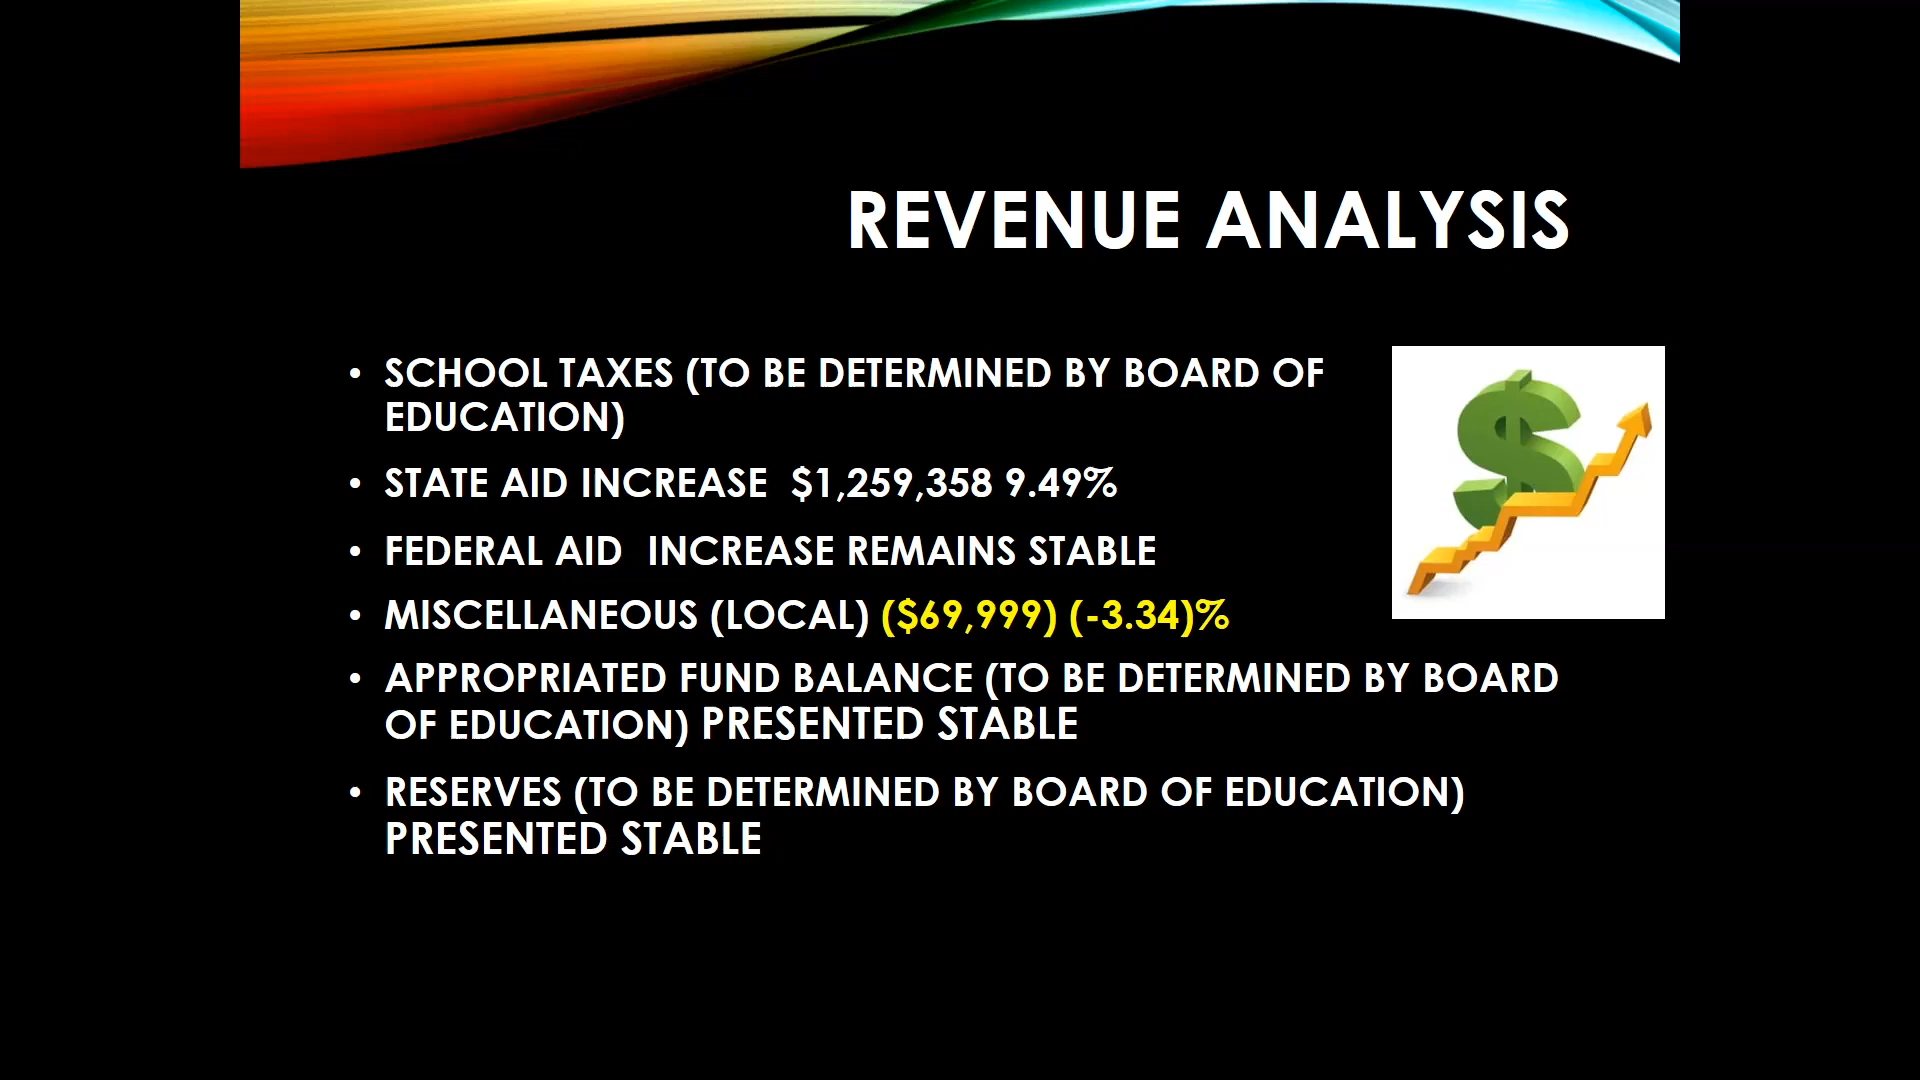 REVENUE ANALYSIS
• SCHOOL TAXES (TO BE DETERMINED BY BOARD OF
EDUCATION)
• STATE AID INCREASE  $1,259,358 9.49%
• FEDERAL AID  INCREASE REMAINS STABLE
• MISCELLANEOUS (LOCAL) ($69,999) (-3.34)%
• APPROPRIATED FUND BALANCE (TO BE DETERMINED BY BOARD
OF EDUCATION) PRESENTED STABLE
• RESERVES (TO BE DETERMINED BY BOARD OF EDUCATION)
PRESENTED STABLE